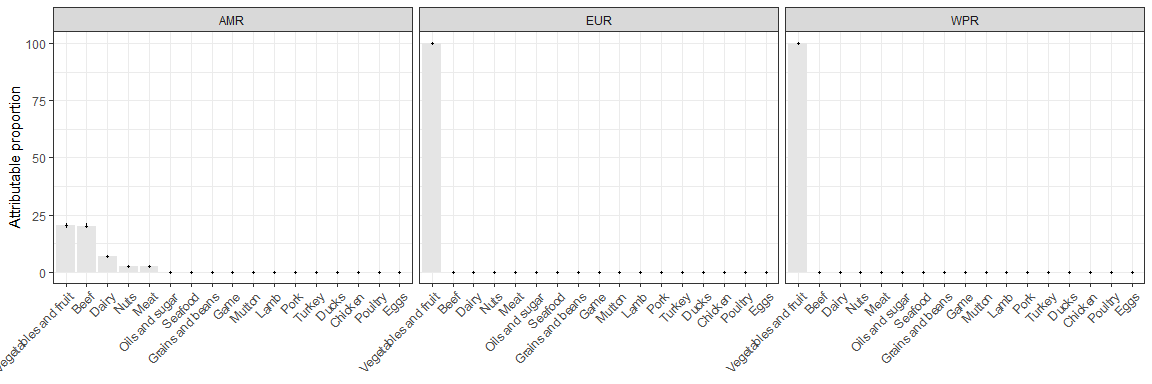 AMR
EUR
WPR
Attributable proportion
100
75
50
25
0
Vegetables and fruit
Beef
Dairy
Nuts
Meat
Oils and sugar
Seafood
Grains and beans
Game
Mutton
Lamb
Pork
Turkey
Ducks
Chicken
Poultry
Eggs
Vegetables and fruit
Beef
Dairy
Nuts
Meat
Oils and sugar
Seafood
Grains and beans
Game
Mutton
Lamb
Pork
Turkey
Ducks
Chicken
Poultry
Eggs
Vegetables and fruit
Beef
Dairy
Nuts
Meat
Oils and sugar
Seafood
Grains and beans
Game
Mutton
Lamb
Pork
Turkey
Ducks
Chicken
Poultry
Eggs